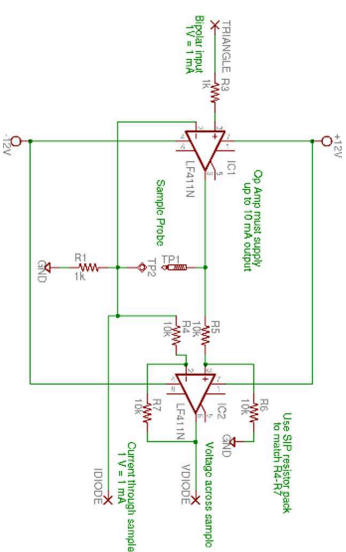 Bipolar input
1V = 1 mA
TRIANGLE
R3
1k
+12V
-12V
IC1
LF411N
Op Amp must supply
up to 10 mA output
Sample Probe
TP1
TP2
R1
1k
GND
R5
10k
R4
10k
IC2
LF411N
R6
10k
GND
R7
10k
Use SIP resistor pack
to match R4-R7
Voltage across sample
VDIODE
Current through sample
1 V = 1 mA
IDIODE